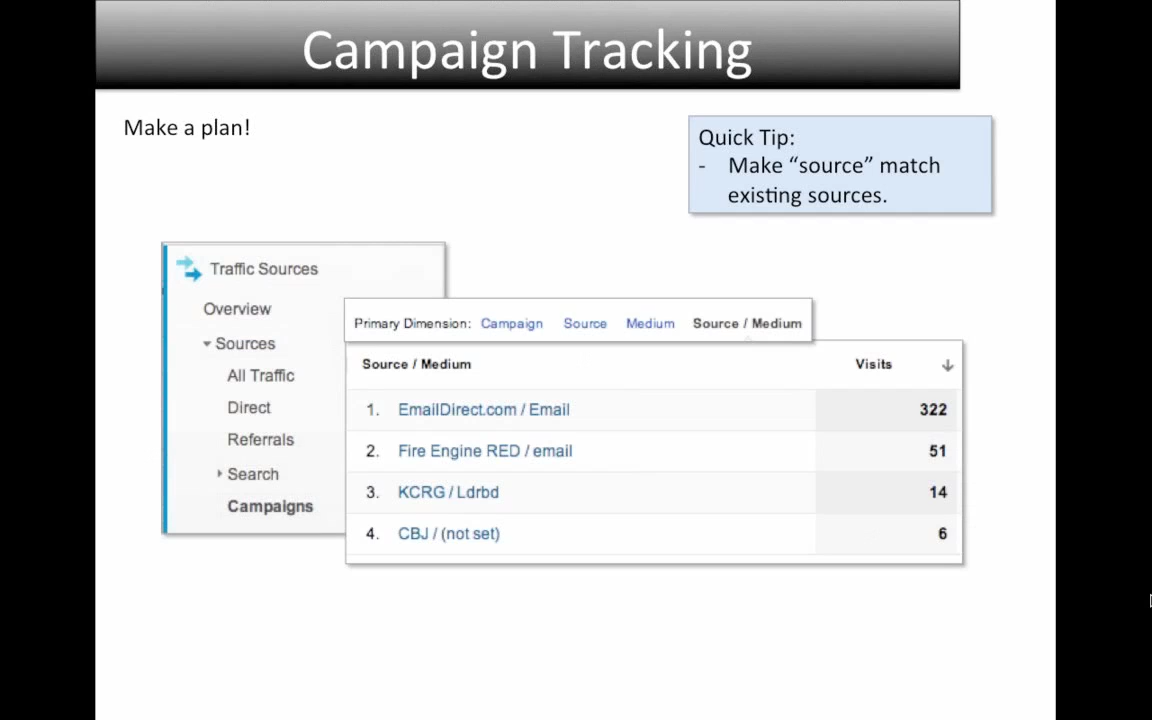 Campaign Tracking
Make a plan!
Quick Tip:
- Make “source” match
existing sources.
Traffic Sources
Overview
Sources
All Traffic
Direct
Referrals
Search
Campaigns
Primary Dimension: Campaign Source Medium Source / Medium
Source / Medium Visits
1. EmailDirect.com / Email 322
2. Fire Engine RED / email 51
3. KCRG / Ldrbd 14
4. CBJ / (not set) 6